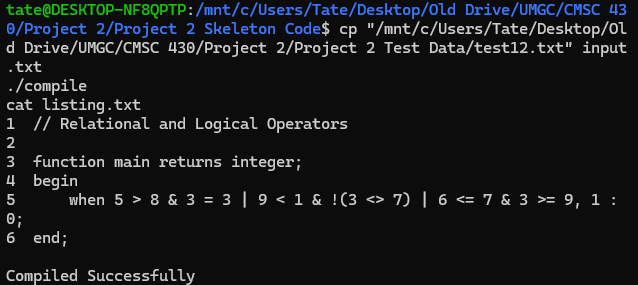 tate@DESKTOP-NF8QPTP:/mnt/c/Users/Tate/Desktop/Old Drive/UMGC/CMSC 43
0/Project 2/Project 2 Skeleton Code$ cp "/mnt/c/Users/Tate/Desktop/Ol
d Drive/UMGC/CMSC 430/Project 2/Project 2 Test Data/test12.txt" input
.txt
./compile
cat listing.txt
1  // Relational and Logical Operators
2
3  function main returns integer;
4  begin
5      when 5 > 8 & 3 = 3 | 9 < 1 & !(3 <> 7) | 6 <= 7 & 3 >= 9, 1 :
0;
6  end;

Compiled Successfully